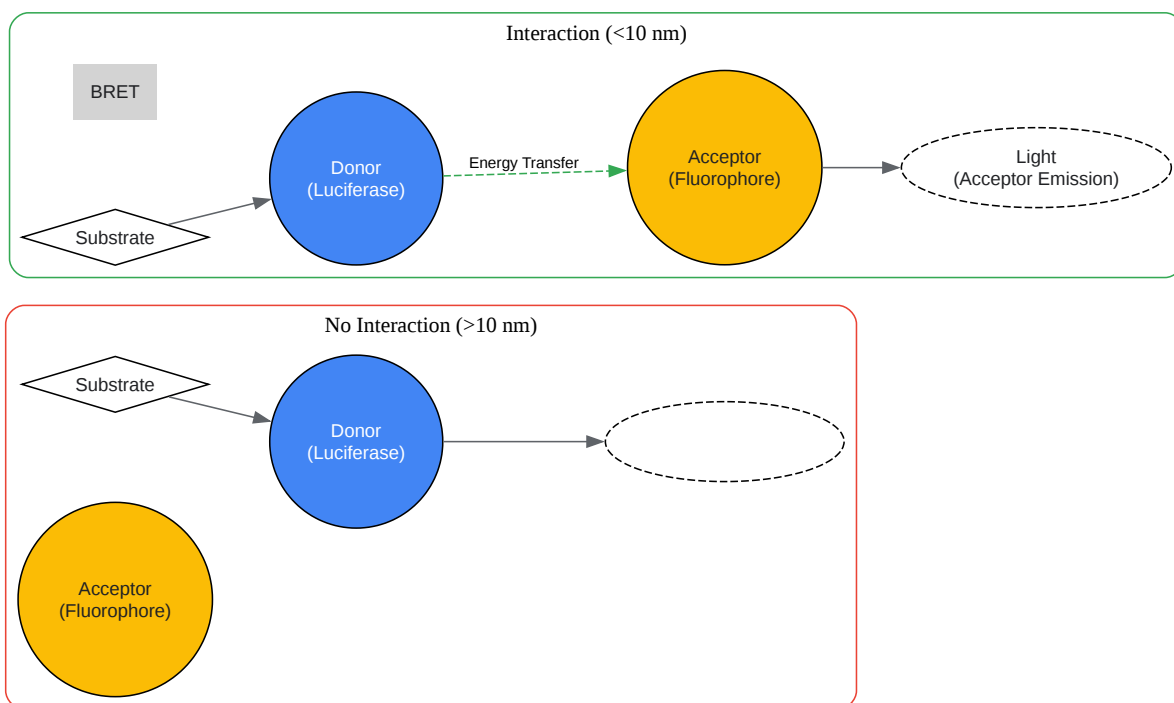 Interaction (<10 nm)
BRET
Donor
(Luciferase)
Energy Transfer
Acceptor
(Fluorophore)
Light
(Acceptor Emission)
Substrate
No Interaction (>10 nm)
Substrate
Donor
(Luciferase)
Acceptor
(Fluorophore)